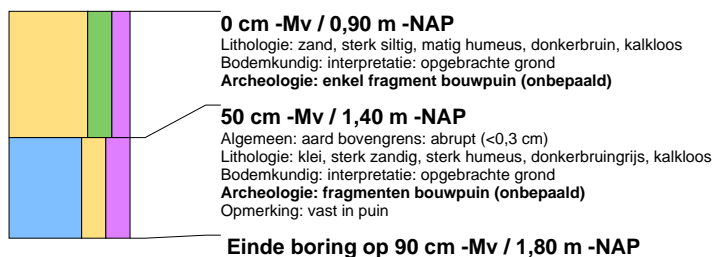 0 cm -Mv / 0,90 m -NAP
Lithologie: zand, sterk siltig, matig humeus, donkerbruin, kalkloos
Bodemkundig: interpretatie: opgebrachte grond
Archeologie: enkel fragment bouwpuin (onbepaald)
50 cm -Mv / 1,40 m -NAP
Algemeen: aard bovengrens: abrupt (<0,3 cm)
Lithologie: klei, sterk zandig, sterk humeus, donkerbruingrijs, kalkloos
Bodemkundig: interpretatie: opgebrachte grond
Archeologie: fragmenten bouwpuin (onbepaald)
Opmerking: vast in puin
Einde boring op 90 cm -Mv / 1,80 m -NAP